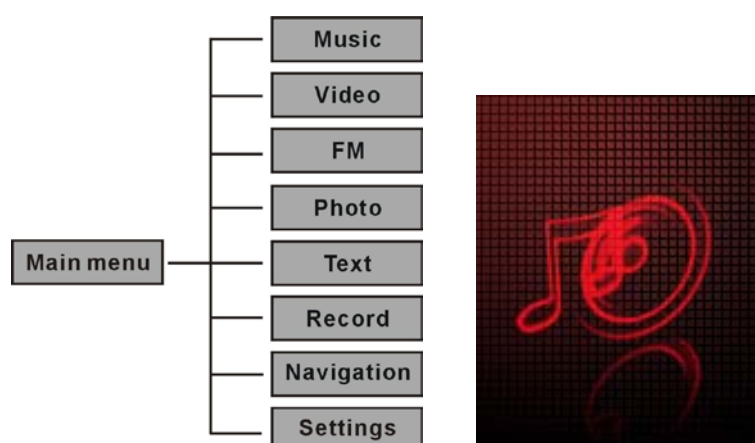 Music
Video
FM
Photo
Main menu
Text
Record
Navigation
Settings